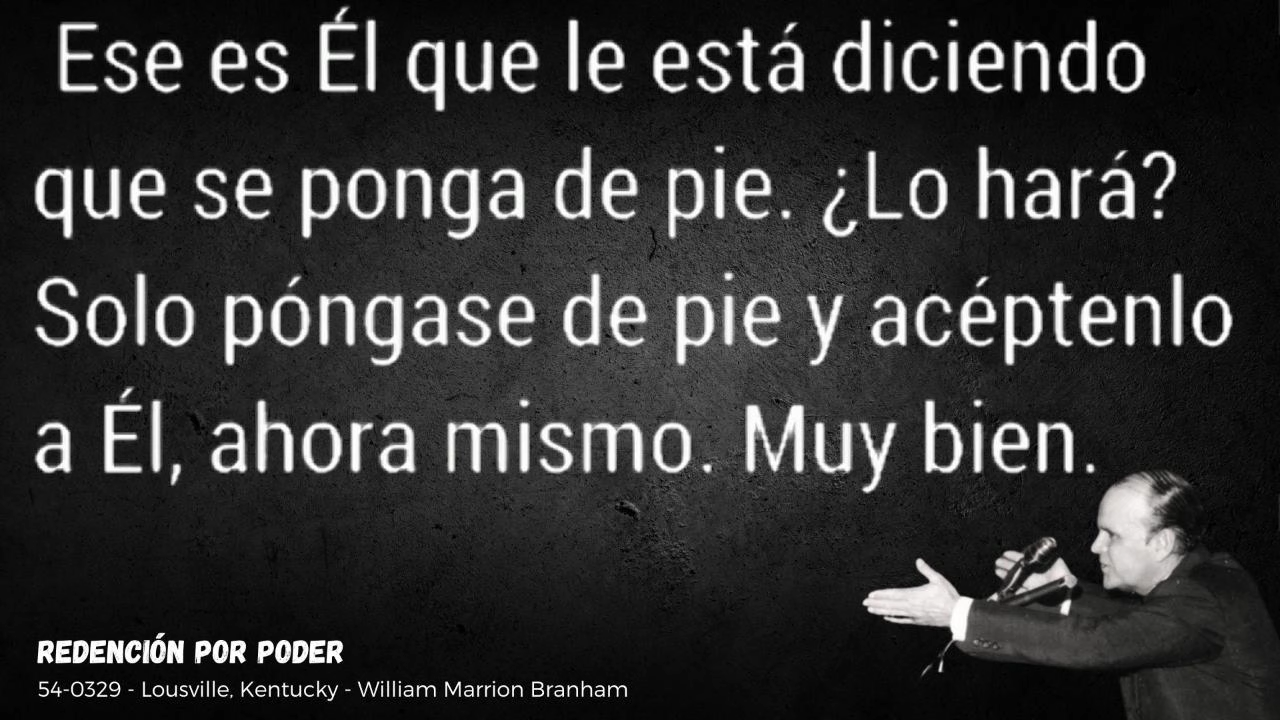 Ese es Él que le está diciendo
que se ponga de pie. ¿Lo hará?
Solo póngase de pie y acéptenlo
a Él, ahora mismo. Muy bien.
REDENCIÓN POR PODER
54-0329 - Lousville, Kentucky - William Marrion Branham